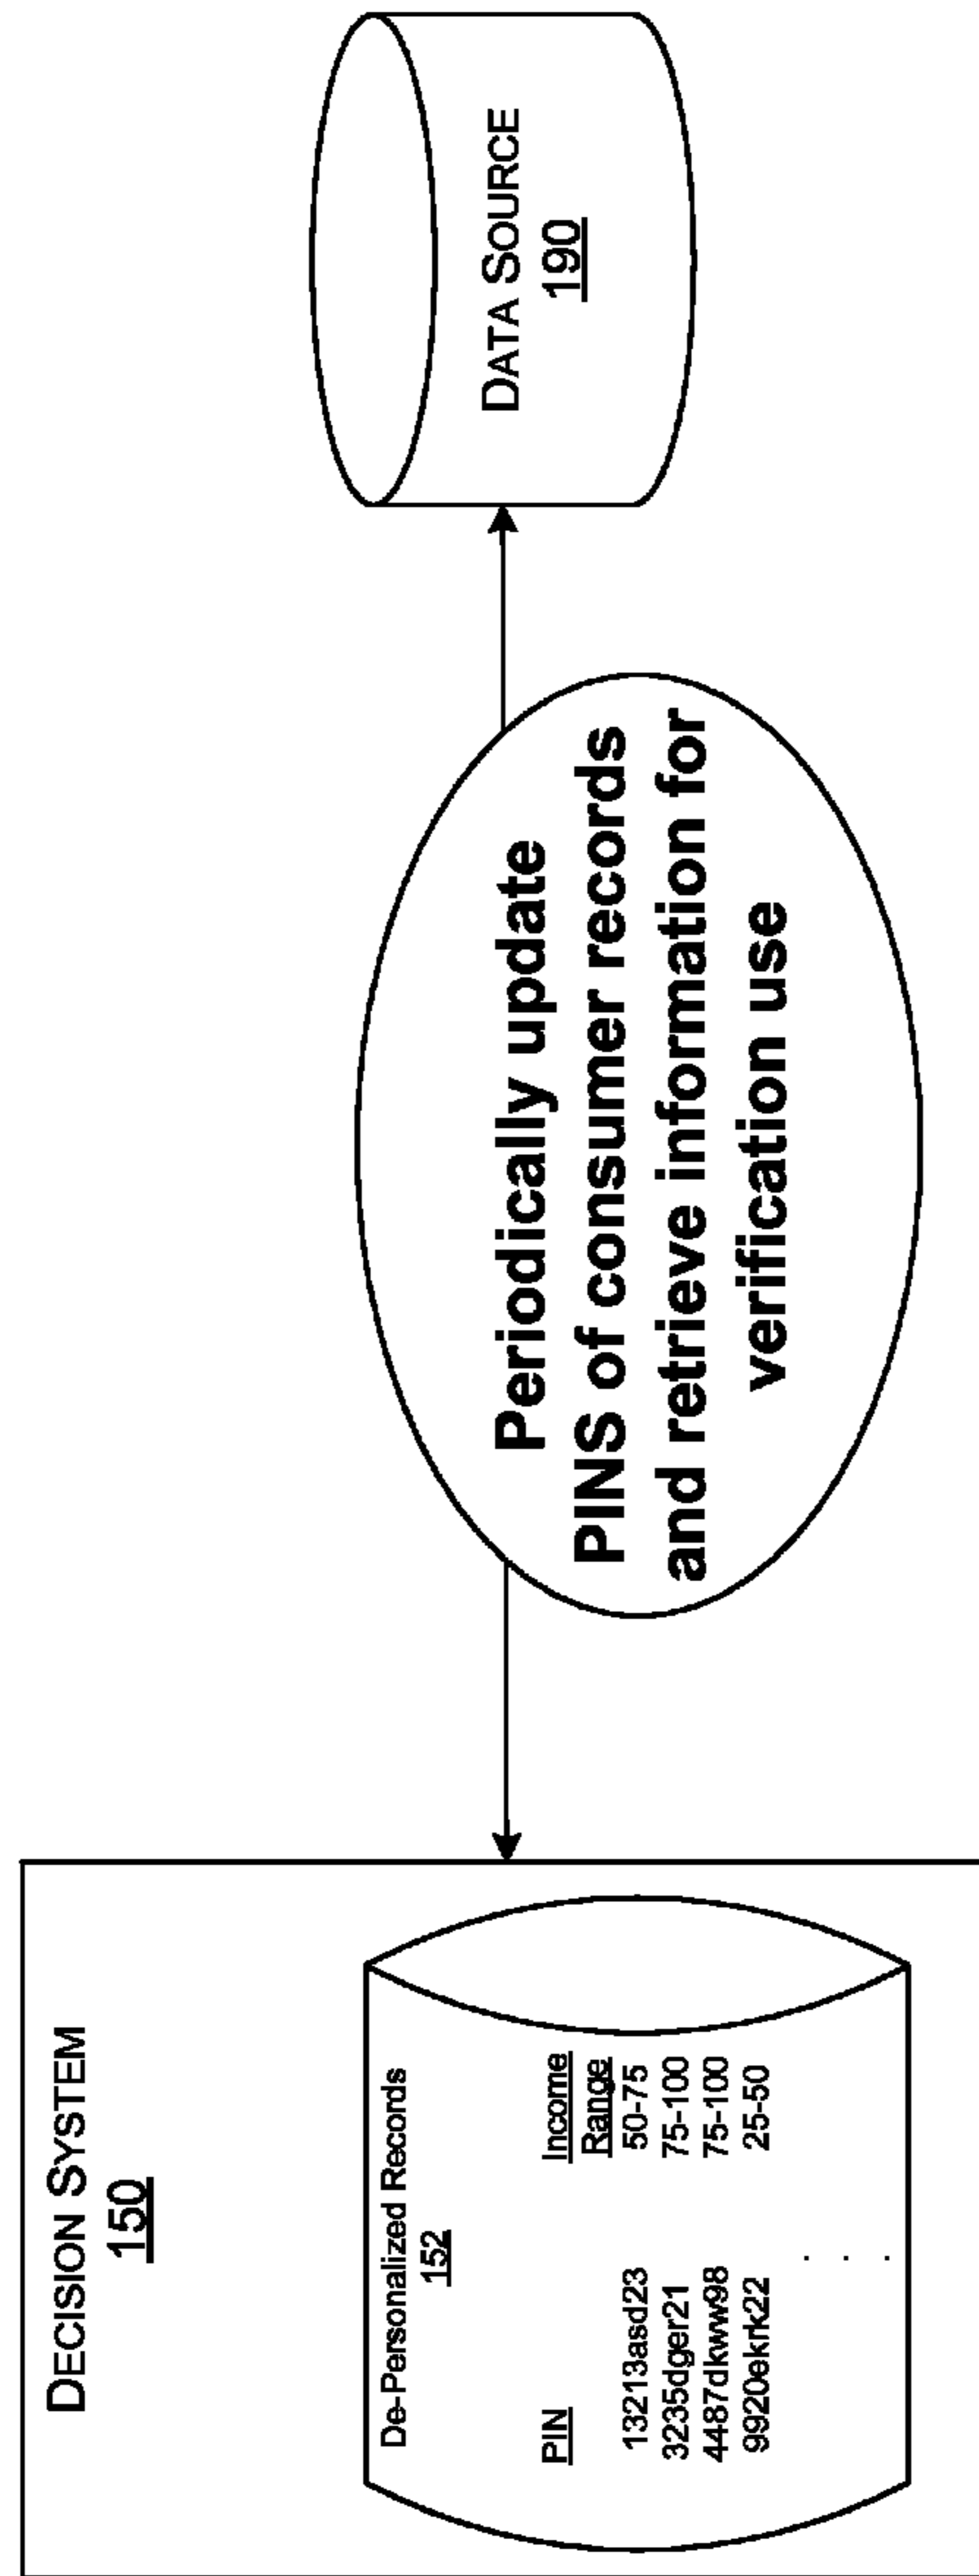 DECISION SYSTEM
150
De-Personalized Records
152
PIN Income
Range
13213asd23 50-75
3235dger21 75-100
4487dkww98 75-100
9920ekrk22 25-50
.
.
.
Periodically update
PINS of consumer records
and retrieve information for
verification use
DATA SOURCE
190